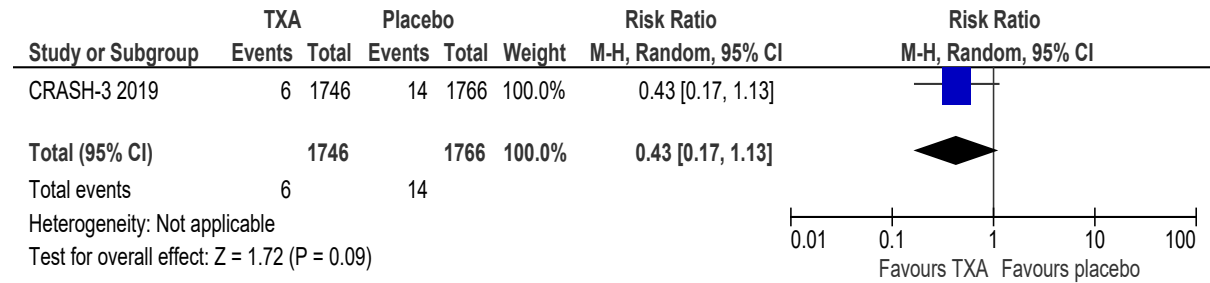 TXA Placebo Risk Ratio Risk Ratio
Study or Subgroup Events Total Events Total Weight M-H, Random, 95% CI M-H, Random, 95% CI
CRASH-3 2019 6 1746 14 1766 100.0% 0.43 [0.17, 1.13]
Total (95% CI) 1746 1766 100.0% 0.43 [0.17, 1.13]
Total events 6 14
Heterogeneity: Not applicable
Test for overall effect: Z = 1.72 (P = 0.09)
0.01 0.1 1 10 100
Favours TXA Favours placebo